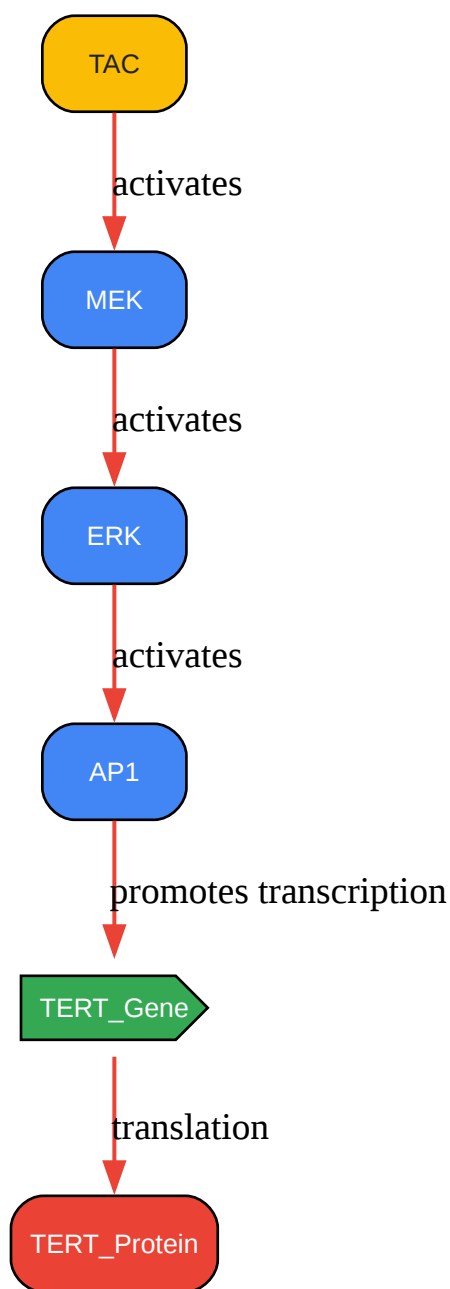 TAC
activates
MEK
activates
ERK
activates
AP1
promotes transcription
TERT_Gene
translation
TERT_Protein